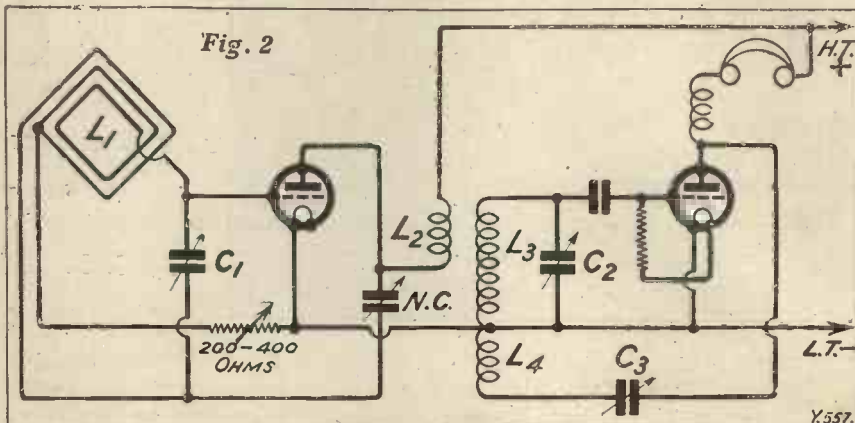 Fig. 2
H.T.
+
L1
L2
L3
C2
C1
N.C.
200-400
OHMS
L4
C3
L.T.-
Y.557.